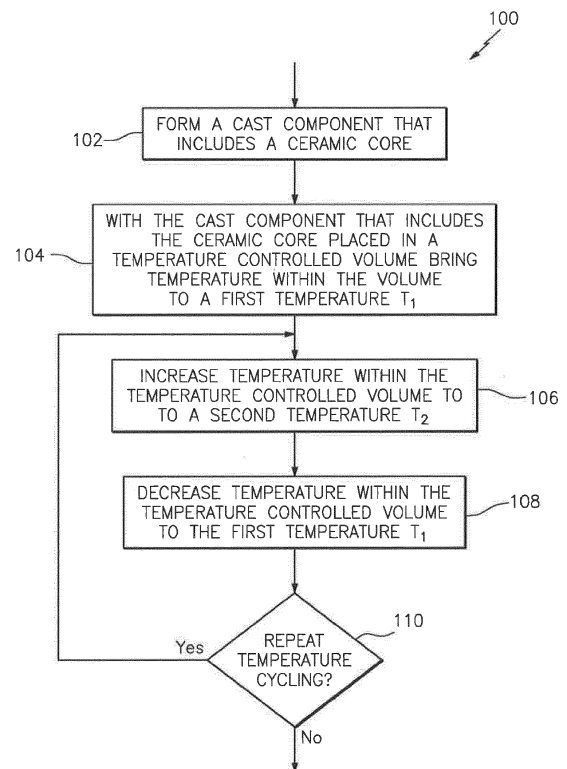 100
102
FORM A CAST COMPONENT THAT
INCLUDES A CERAMIC CORE
104
WITH THE CAST COMPONENT THAT INCLUDES
THE CERAMIC CORE PLACED IN A
TEMPERATURE CONTROLLED VOLUME BRING
TEMPERATURE WITHIN THE VOLUME
TO A FIRST TEMPERATURE T₁
INCREASE TEMPERATURE WITHIN THE
TEMPERATURE CONTROLLED VOLUME TO
TO A SECOND TEMPERATURE T₂
106
DECREASE TEMPERATURE WITHIN THE
TEMPERATURE CONTROLLED VOLUME
TO THE FIRST TEMPERATURE T₁
108
110
Yes
REPEAT
TEMPERATURE
CYCLING?
No